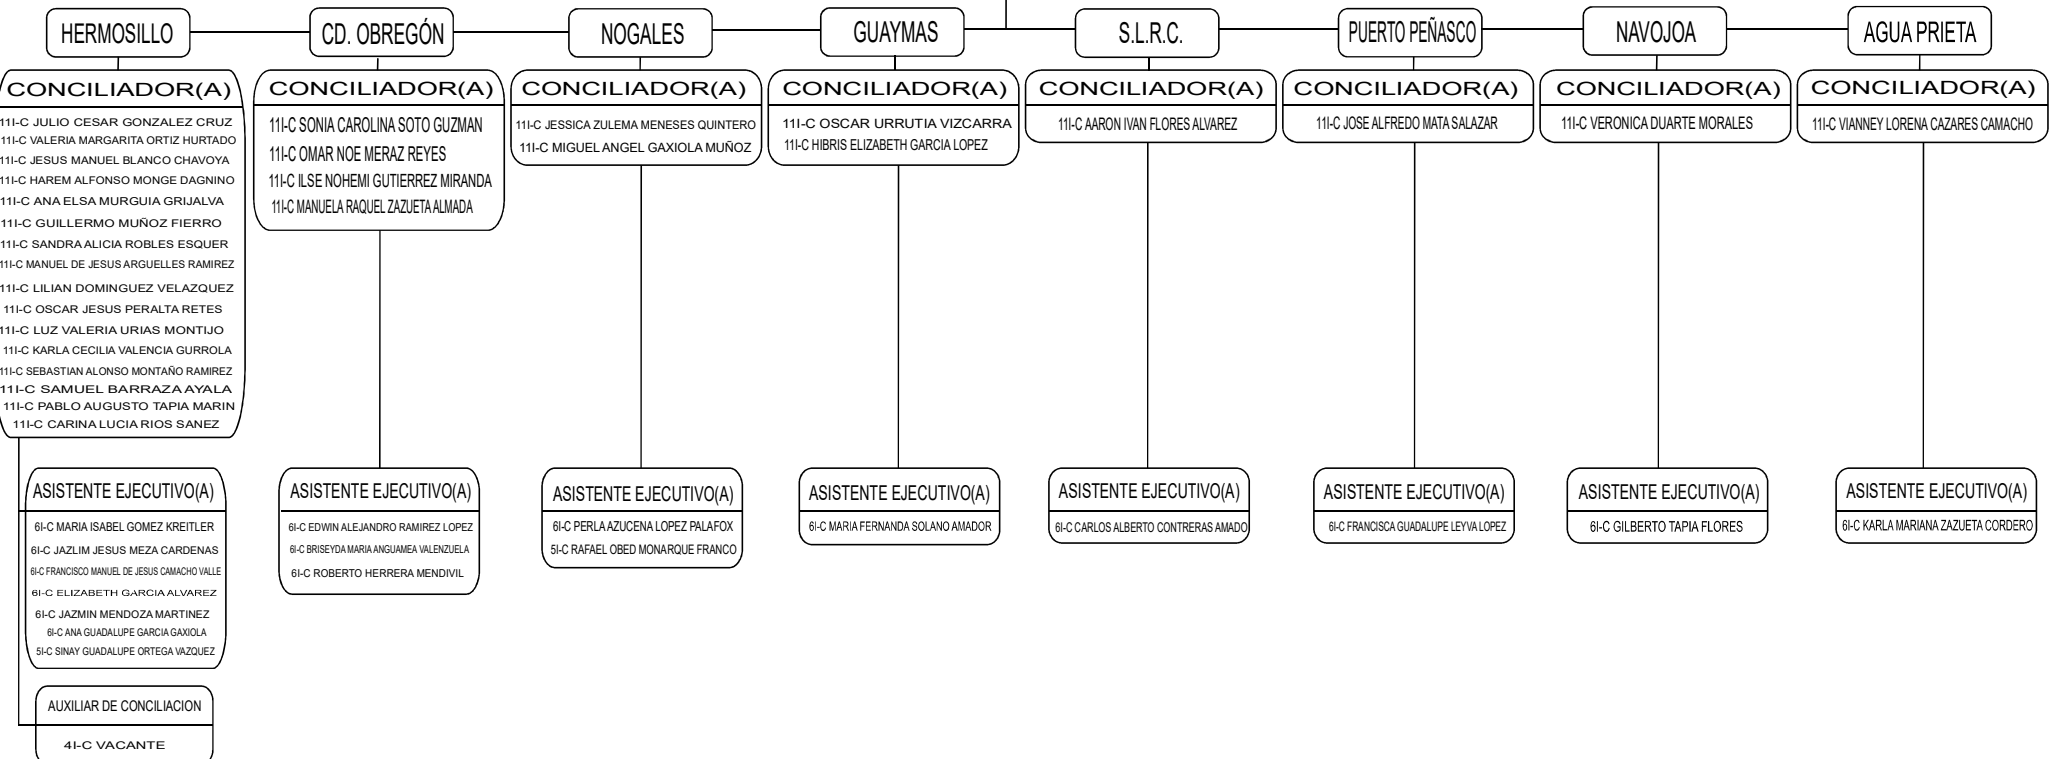 HERMOSILLO
CONCILIADOR(A)
11I-C JULIO CESAR GONZALEZ CRUZ
11I-C VALERIA MARGARITA ORTIZ HURTADO
11I-C JESUS MANUEL BLANCO CHAVOYA
11I-C HAREM ALFONSO MONGE DAGNINO
11I-C ANA ELSA MURGUIA GRIJALVA
11I-C GUILLERMO MUÑOZ FIERRO
11I-C SANDRA ALICIA ROBLES ESQUER
11I-C MANUEL DE JESUS ARGUELLES RAMIREZ
11I-C LILIAN DOMINGUEZ VELAZQUEZ
11I-C OSCAR JESUS PERALTA RETES
11I-C LUZ VALERIA URIAS MONTIJO
11I-C KARLA CECILIA VALENCIA GURROLA
11I-C SEBASTIAN ALONSO MONTAÑO RAMIREZ
11I-C SAMUEL BARRAZA AYALA
11I-C PABLO AUGUSTO TAPIA MARIN
11I-C CARINA LUCIA RIOS SANEZ
ASISTENTE EJECUTIVO(A)
6I-C MARIA ISABEL GOMEZ KREITLER
6I-C JAZLIM JESUS MEZA CARDENAS
6I-C FRANCISCO MANUEL DE JESUS CAMACHO VALLE
6I-C ELIZABETH GARCIA ALVAREZ
6I-C JAZMIN MENDOZA MARTINEZ
6I-C ANA GUADALUPE GARCIA GAXIOLA
5I-C SINAY GUADALUPE ORTEGA VAZQUEZ
AUXILIAR DE CONCILIACION
4I-C VACANTE
CD. OBREGÓN
CONCILIADOR(A)
11I-C SONIA CAROLINA SOTO GUZMAN
11I-C OMAR NOE MERAZ REYES
11I-C ILSE NOHEMI GUTIERREZ MIRANDA
11I-C MANUELA RAQUEL ZAZUETA ALMADA
ASISTENTE EJECUTIVO(A)
6I-C EDWIN ALEJANDRO RAMIREZ LOPEZ
6I-C BRISEYDA MARIA ANGUAMEA VALENZUELA
6I-C ROBERTO HERRERA MENDIVIL
NOGALES
CONCILIADOR(A)
11I-C JESSICA ZULEMA MENESES QUINTERO
11I-C MIGUEL ANGEL GAXIOLA MUÑOZ
ASISTENTE EJECUTIVO(A)
6I-C PERLA AZUCENA LOPEZ PALAFOX
5I-C RAFAEL OBED MONARQUE FRANCO
GUAYMAS
CONCILIADOR(A)
11I-C OSCAR URRUTIA VIZCARRA
11I-C HIBRIS ELIZABETH GARCIA LOPEZ
ASISTENTE EJECUTIVO(A)
6I-C MARIA FERNANDA SOLANO AMADOR
S.L.R.C.
CONCILIADOR(A)
11I-C AARON IVAN FLORES ALVAREZ
ASISTENTE EJECUTIVO(A)
6I-C CARLOS ALBERTO CONTRERAS AMADO
PUERTO PEÑASCO
CONCILIADOR(A)
11I-C JOSE ALFREDO MATA SALAZAR
ASISTENTE EJECUTIVO(A)
6I-C FRANCISCA GUADALUPE LEYVA LOPEZ
NAVOJOA
CONCILIADOR(A)
11I-C VERONICA DUARTE MORALES
ASISTENTE EJECUTIVO(A)
6I-C GILBERTO TAPIA FLORES
AGUA PRIETA
CONCILIADOR(A)
11I-C VIANNEY LORENA CAZARES CAMACHO
ASISTENTE EJECUTIVO(A)
6I-C KARLA MARIANA ZAZUETA CORDERO